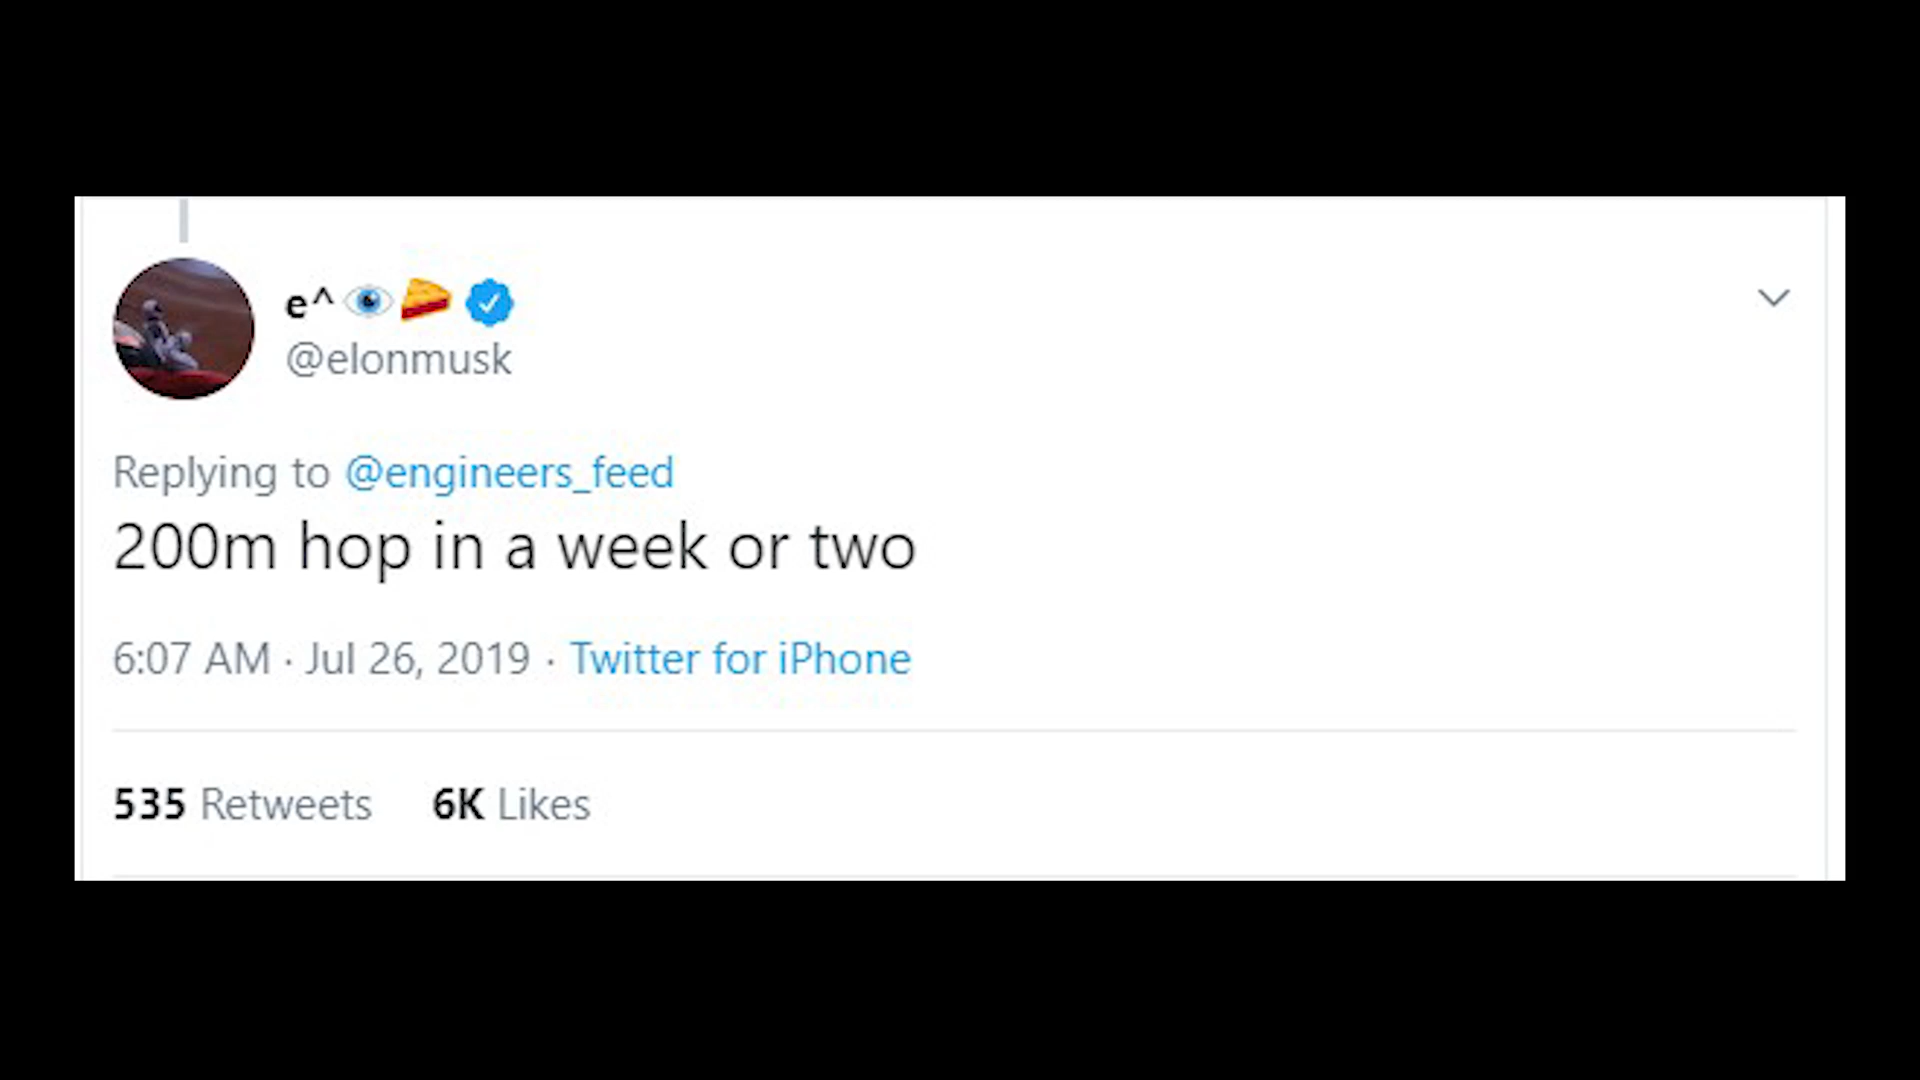 e^👁️🥧
@elonmusk
Replying to @engineers_feed
200m hop in a week or two
6:07 AM · Jul 26, 2019 · Twitter for iPhone
535 Retweets 6K Likes